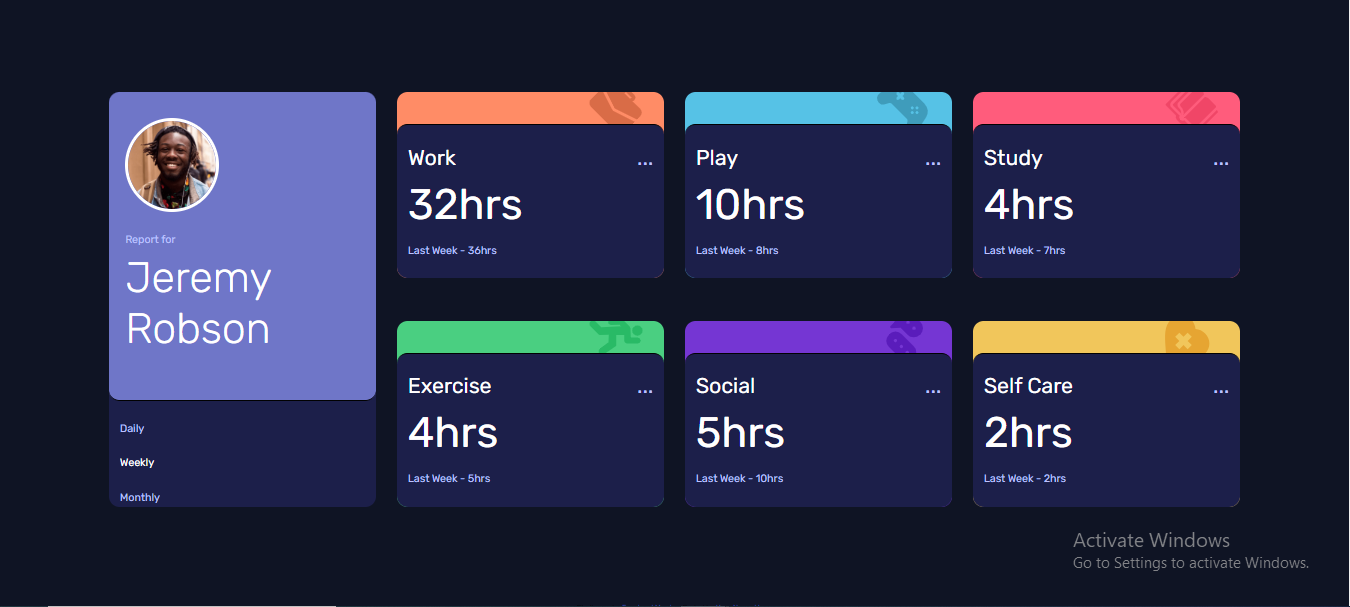 Report for
Jeremy
Robson
Daily
Weekly
Monthly
Work
...
32hrs
Last Week - 36hrs
Play
...
10hrs
Last Week - 8hrs
Study
...
4hrs
Last Week - 7hrs
Exercise
...
4hrs
Last Week - 5hrs
Social
...
5hrs
Last Week - 10hrs
Self Care
...
2hrs
Last Week - 2hrs
Activate Windows
Go to Settings to activate Windows.